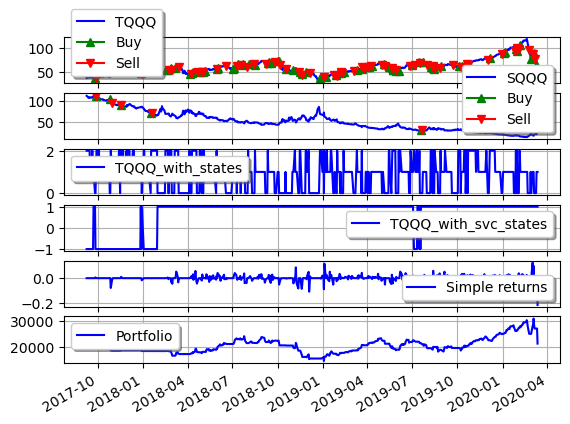 TQQQ
Buy
Sell
100
50
SQQQ
Buy
Sell
100
50
2
TQQQ_with_states
0
1
TQQQ_with_svc_states
−1
0.0
Simple returns
−0.2
30000
Portfolio
20000
2017-10 2018-01 2018-04 2018-07 2018-10 2019-01 2019-04 2019-07 2019-10 2020-01 2020-04